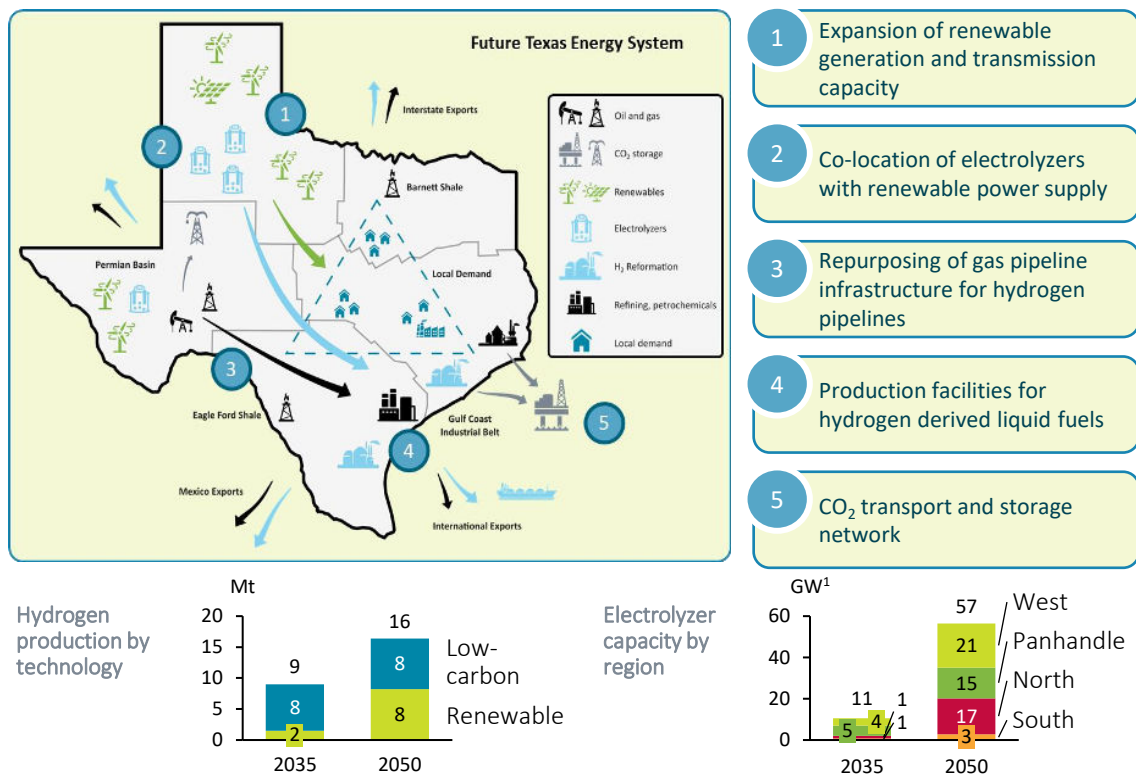 Future Texas Energy System
1
Interstate Exports
2
Barnett Shale
Permian Basin
Local Demand
3
Eagle Ford Shale
Gulf Coast
Industrial Belt
4
5
Mexico Exports
International Exports
Oil and gas
CO₂ storage
Renewables
Electrolyzers
H₂ Reformation
Refining, petrochemicals
Local demand
1
Expansion of renewable
generation and transmission
capacity
2
Co-location of electrolyzers
with renewable power supply
3
Repurposing of gas pipeline
infrastructure for hydrogen
pipelines
4
Production facilities for
hydrogen derived liquid fuels
5
CO₂ transport and storage
network
Hydrogen
production by
technology
Mt
20
15
10
5
0
9
8
2
2035
16
8
8
2050
Low-
carbon
Renewable
Electrolyzer
capacity by
region
GW¹
60
40
20
0
11
5
4
1
1
2035
57
21
15
17
3
2050
West
Panhandle
North
South